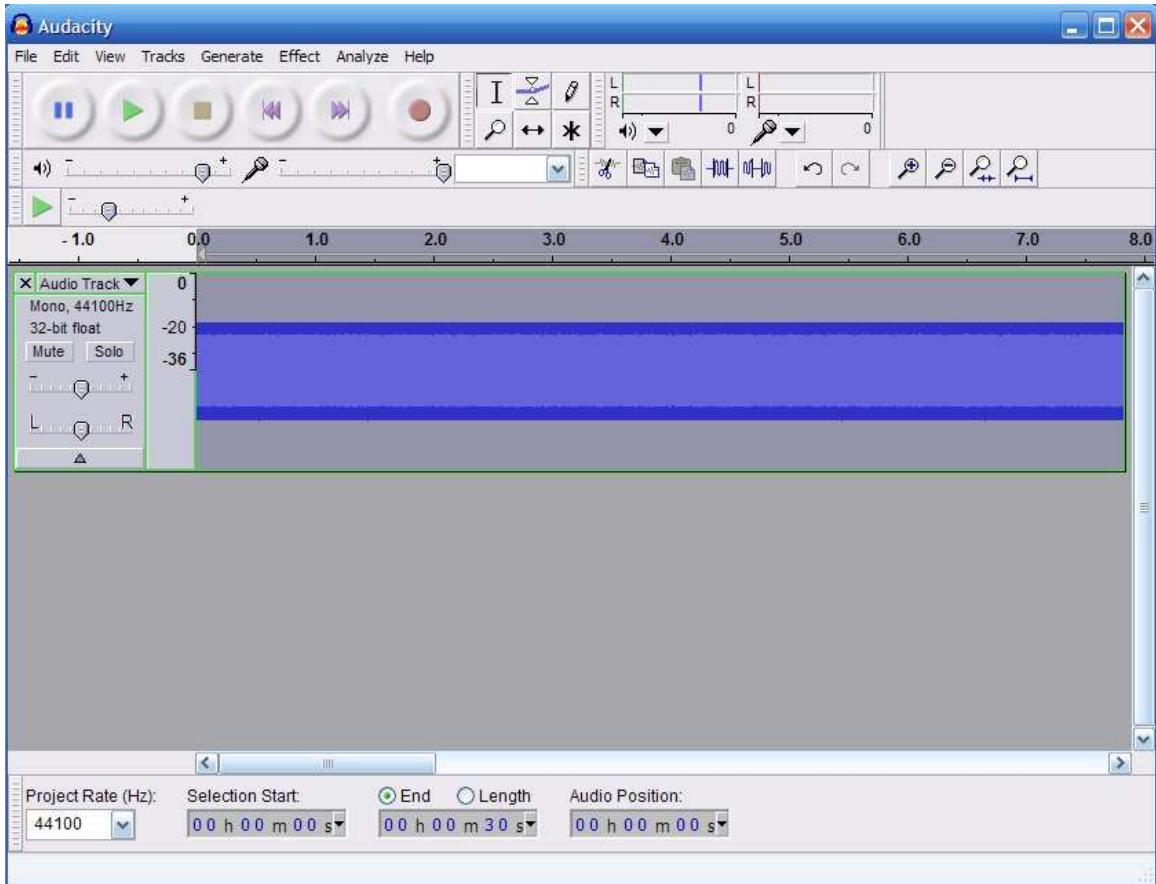 Audacity
File Edit View Tracks Generate Effect Analyze Help
L
R
0
L
R
0
- +
- +
- +
- 1.0 0.0 1.0 2.0 3.0 4.0 5.0 6.0 7.0 8.0
X Audio Track
Mono, 44100Hz
32-bit float
Mute Solo
- +
L R
0
-20
-36
Project Rate (Hz): Selection Start: End Length Audio Position:
44100 00 h 00 m 00 s 00 h 00 m 30 s 00 h 00 m 00 s